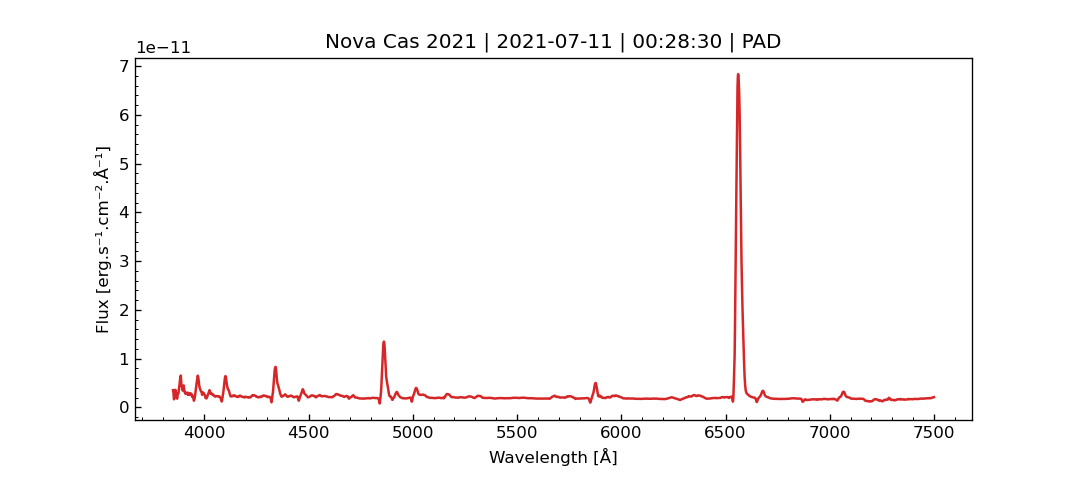 Nova Cas 2021 | 2021-07-11 | 00:28:30 | PAD
1e−11
7
6
5
4
3
2
1
0
Flux [erg.s⁻¹.cm⁻².Å⁻¹]
4000 4500 5000 5500 6000 6500 7000 7500
Wavelength [Å]